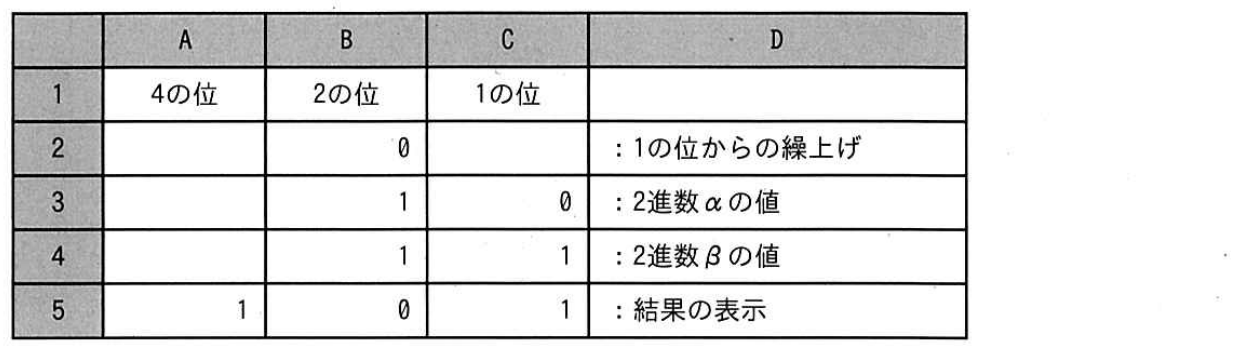 A B C D
1 4の位 2の位 1の位
2 0 :1の位からの繰上げ
3 1 0 :2進数αの値
4 1 1 :2進数βの値
5 1 0 1 :結果の表示